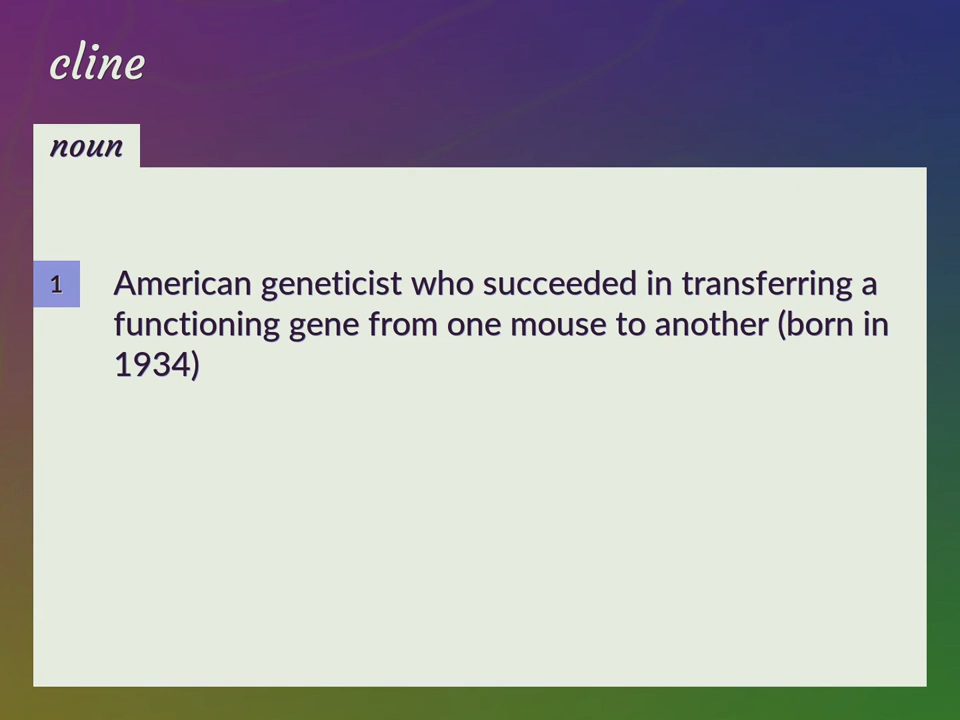 cline
noun
1
American geneticist who succeeded in transferring a
functioning gene from one mouse to another (born in
1934)